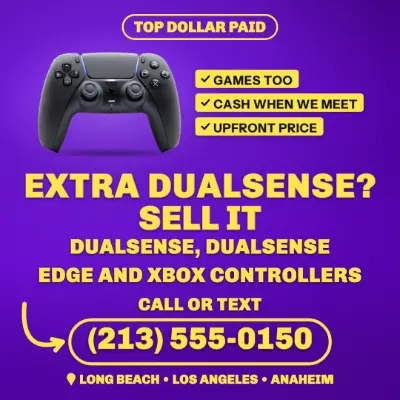 TOP DOLLAR PAID
✓ GAMES TOO
✓ CASH WHEN WE MEET
✓ UPFRONT PRICE
EXTRA DUALSENSE?
SELL IT
DUALSENSE, DUALSENSE
EDGE AND XBOX CONTROLLERS
CALL OR TEXT
(213) 555-0150
LONG BEACH • LOS ANGELES • ANAHEIM